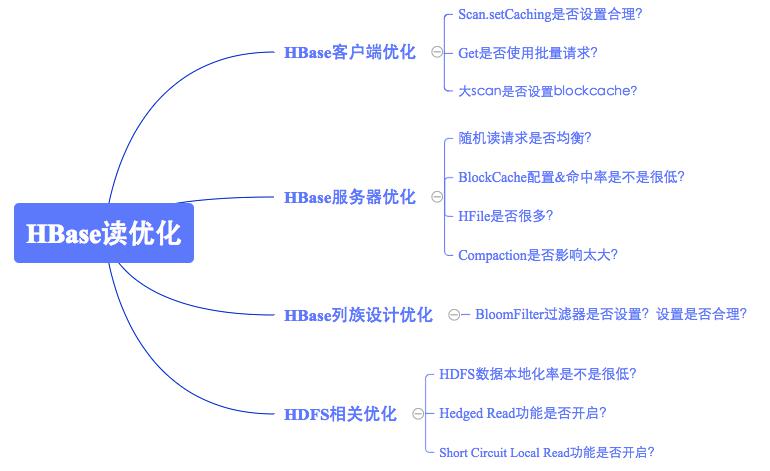 HBase读优化
HBase客户端优化
Scan.setCaching是否设置合理?
Get是否使用批量请求?
大scan是否设置blockcache?
HBase服务器优化
随机读请求是否均衡?
BlockCache配置&命中率是不是很低?
HFile是否很多?
Compaction是否影响太大?
HBase列族设计优化
BloomFilter过滤器是否设置? 设置是否合理?
HDFS相关优化
HDFS数据本地化率是不是很低?
Hedged Read功能是否开启?
Short Circuit Local Read功能是否开启?